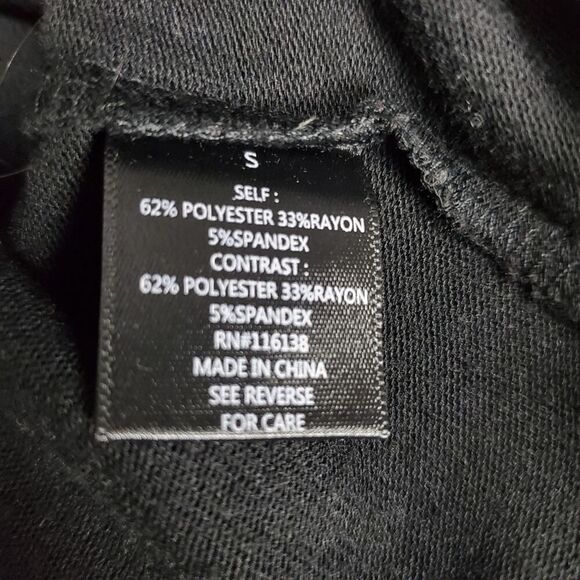 S
SELF :
62% POLYESTER 33%RAYON
5%SPANDEX
CONTRAST :
62% POLYESTER 33%RAYON
5%SPANDEX
RN#116138
MADE IN CHINA
SEE REVERSE
FOR CARE